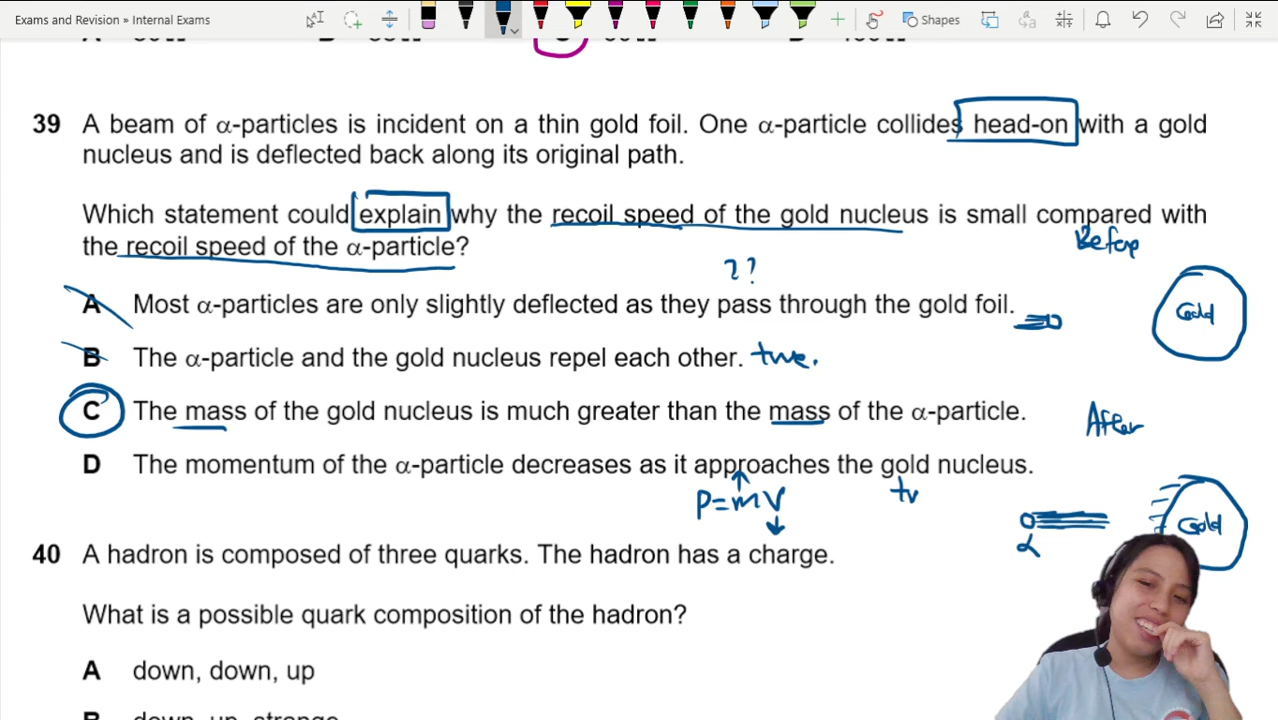 Exams and Revision » Internal Exams
Shapes
39 A beam of α-particles is incident on a thin gold foil. One α-particle collides head-on with a gold
nucleus and is deflected back along its original path.
Which statement could explain why the recoil speed of the gold nucleus is small compared with
the recoil speed of the α-particle?
Before
??
A Most α-particles are only slightly deflected as they pass through the gold foil.
Gold
B The α-particle and the gold nucleus repel each other. true.
C The mass of the gold nucleus is much greater than the mass of the α-particle.
After
D The momentum of the α-particle decreases as it approaches the gold nucleus.
P=mv
α
Gold
40 A hadron is composed of three quarks. The hadron has a charge.
What is a possible quark composition of the hadron?
A down, down, up
B down, up, strange